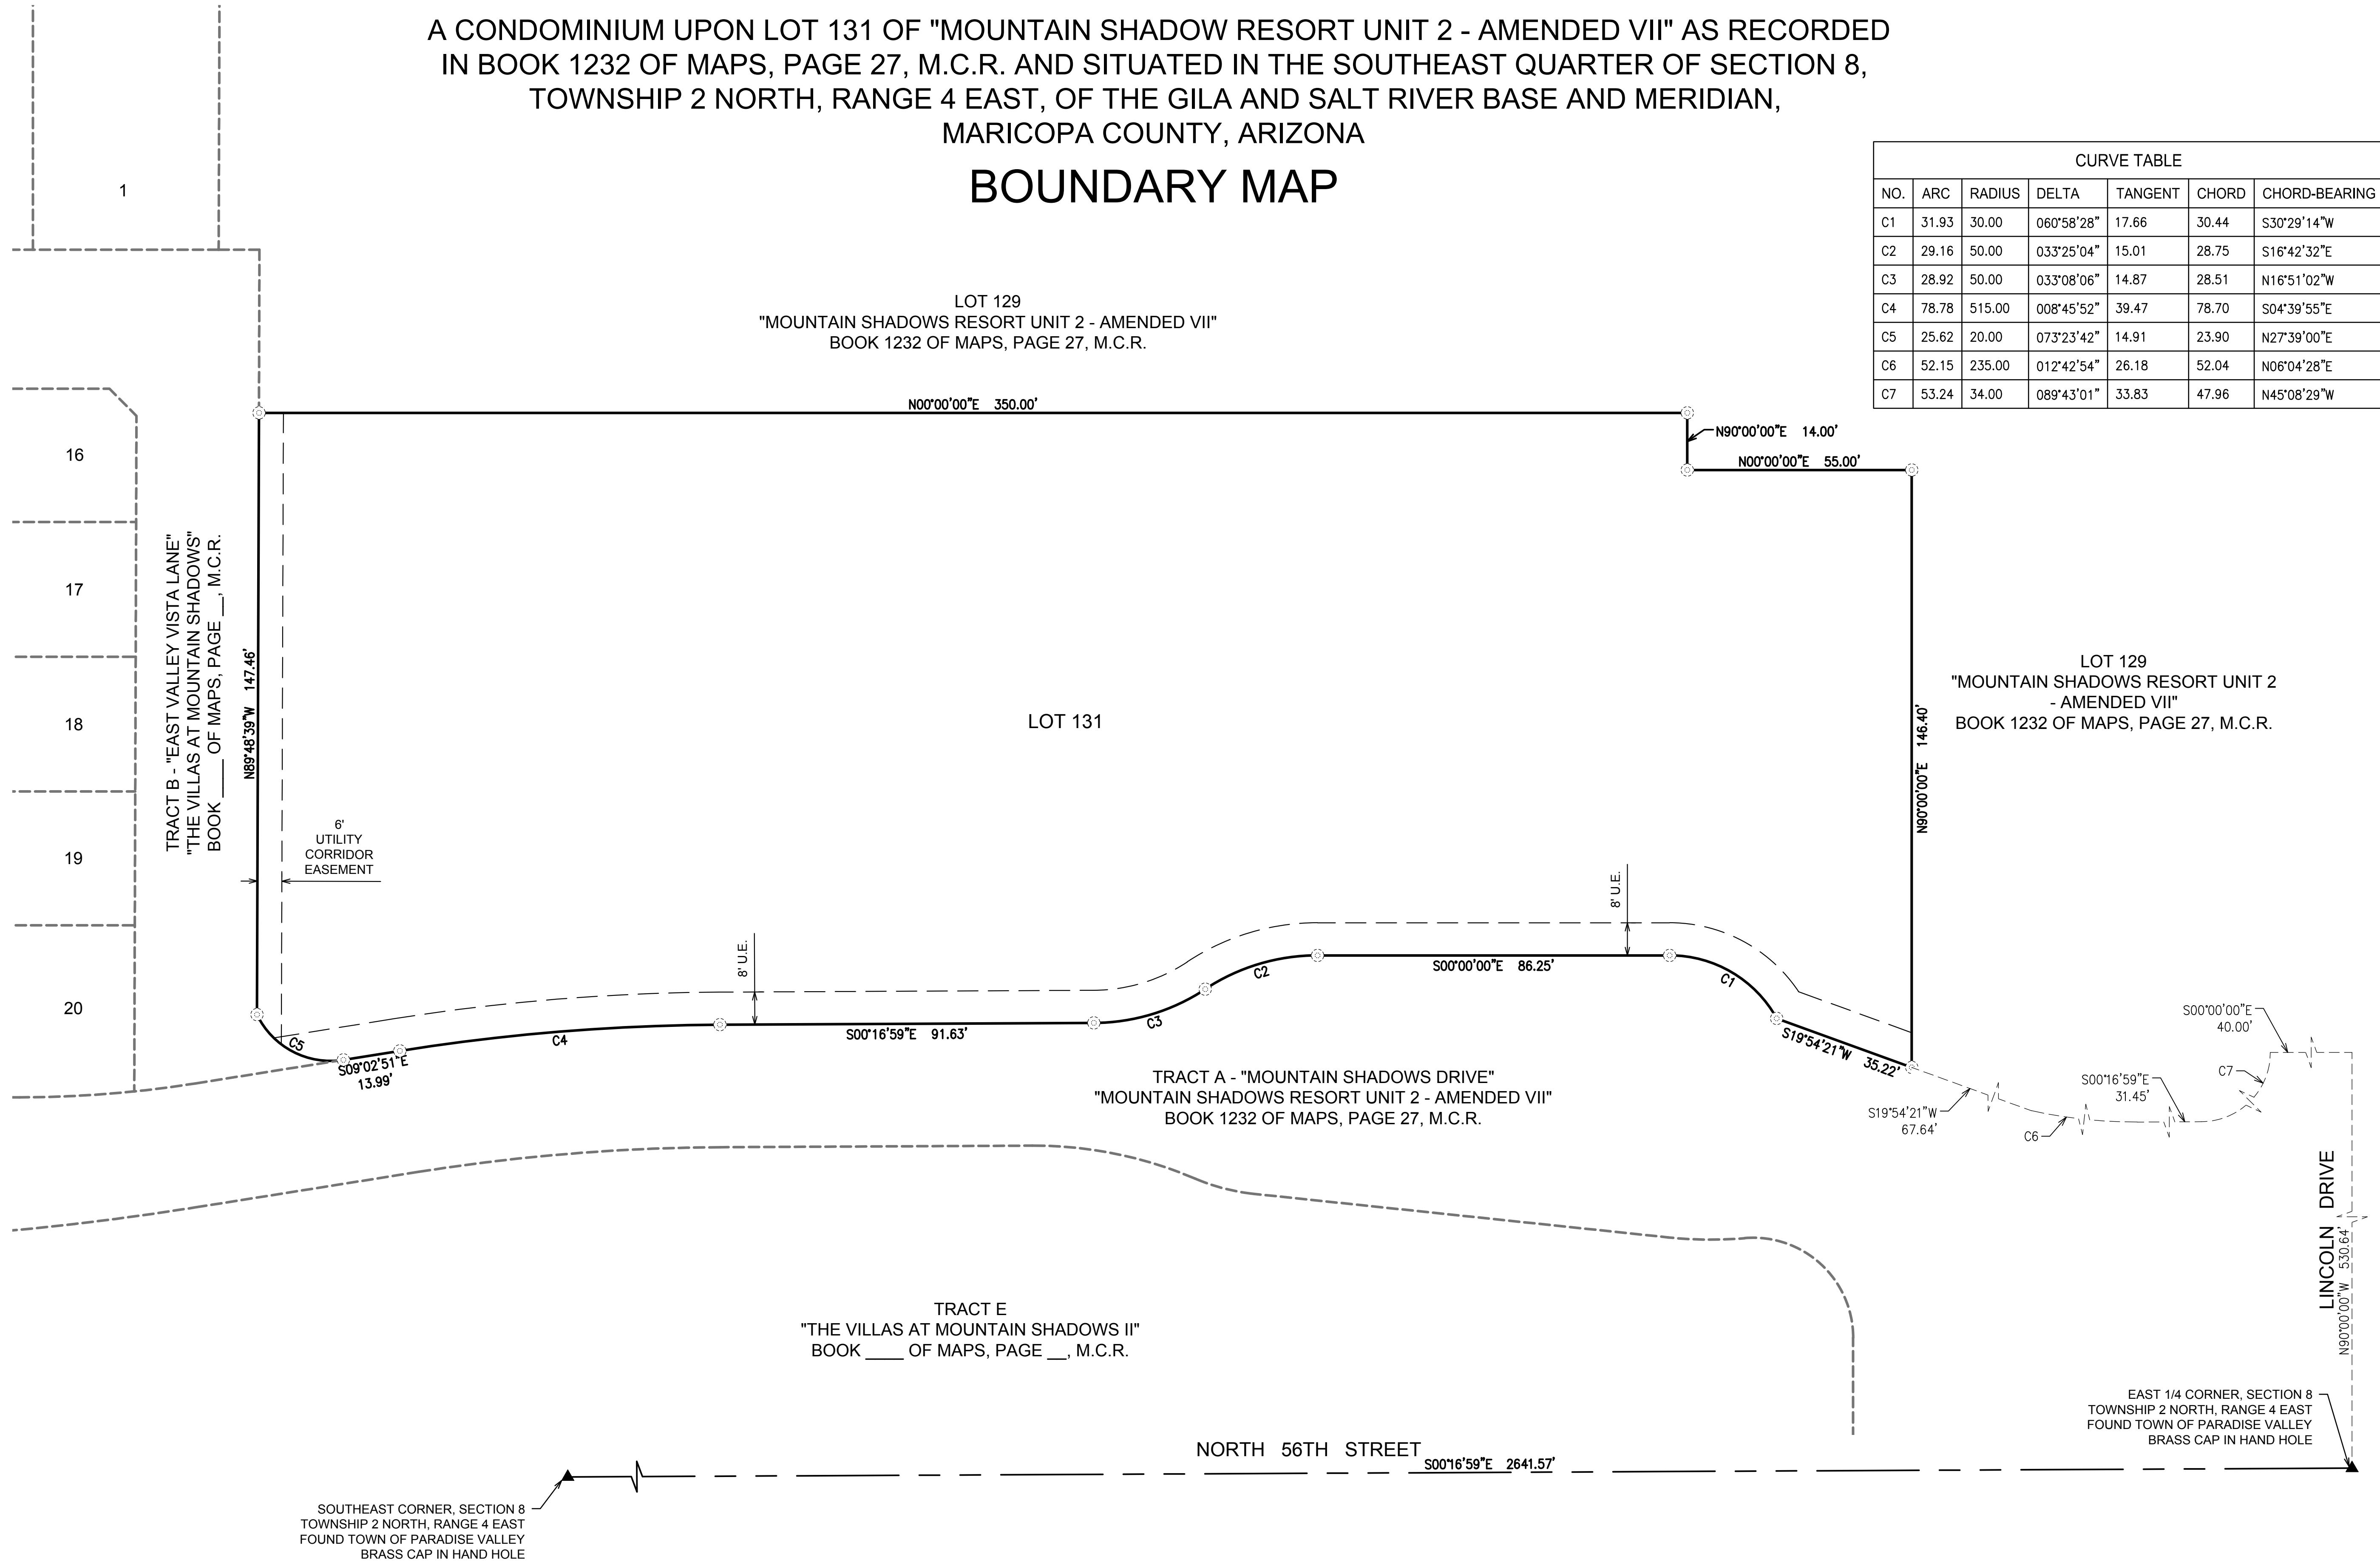 A CONDOMINIUM UPON LOT 131 OF "MOUNTAIN SHADOW RESORT UNIT 2 - AMENDED VII" AS RECORDED
IN BOOK 1232 OF MAPS, PAGE 27, M.C.R. AND SITUATED IN THE SOUTHEAST QUARTER OF SECTION 8,
TOWNSHIP 2 NORTH, RANGE 4 EAST, OF THE GILA AND SALT RIVER BASE AND MERIDIAN,
MARICOPA COUNTY, ARIZONA
BOUNDARY MAP
CURVE TABLE
NO. ARC RADIUS DELTA TANGENT CHORD CHORD-BEARING
C1 31.93 30.00 060°58'28" 17.66 30.44 S30°29'14"W
C2 29.16 50.00 033°25'04" 15.01 28.75 S16°42'32"E
C3 28.92 50.00 033°08'06" 14.87 28.51 N16°51'02"W
C4 78.78 515.00 008°45'52" 39.47 78.70 S04°39'55"E
C5 25.62 20.00 073°23'42" 14.91 23.90 N27°39'00"E
C6 52.15 235.00 012°42'54" 26.18 52.04 N06°04'28"E
C7 53.24 34.00 089°43'01" 33.83 47.96 N45°08'29"W
1
LOT 129
"MOUNTAIN SHADOWS RESORT UNIT 2 - AMENDED VII"
BOOK 1232 OF MAPS, PAGE 27, M.C.R.
N00°00'00"E 350.00'
N90°00'00"E 14.00'
N00°00'00"E 55.00'
16
17
18
19
20
TRACT B - "EAST VALLEY VISTA LANE"
"THE VILLAS AT MOUNTAIN SHADOWS"
BOOK ____ OF MAPS, PAGE __, M.C.R.
N89°48'39"W 147.46'
6'
UTILITY
CORRIDOR
EASEMENT
LOT 131
N90°00'00"E 146.40'
LOT 129
"MOUNTAIN SHADOWS RESORT UNIT 2
- AMENDED VII"
BOOK 1232 OF MAPS, PAGE 27, M.C.R.
8' U.E.
8' U.E.
C5
S09°02'51"E
13.99'
C4
S00°16'59"E 91.63'
C3
C2
S00°00'00"E 86.25'
C1
S19°54'21"W 35.22'
TRACT A - "MOUNTAIN SHADOWS DRIVE"
"MOUNTAIN SHADOWS RESORT UNIT 2 - AMENDED VII"
BOOK 1232 OF MAPS, PAGE 27, M.C.R.
S19°54'21"W
67.64'
C6
S00°16'59"E
31.45'
C7
S00°00'00"E
40.00'
LINCOLN DRIVE
N90°00'00"W 530.64'
TRACT E
"THE VILLAS AT MOUNTAIN SHADOWS II"
BOOK ____ OF MAPS, PAGE __, M.C.R.
EAST 1/4 CORNER, SECTION 8
TOWNSHIP 2 NORTH, RANGE 4 EAST
FOUND TOWN OF PARADISE VALLEY
BRASS CAP IN HAND HOLE
NORTH 56TH STREET
S00°16'59"E 2641.57'
SOUTHEAST CORNER, SECTION 8
TOWNSHIP 2 NORTH, RANGE 4 EAST
FOUND TOWN OF PARADISE VALLEY
BRASS CAP IN HAND HOLE